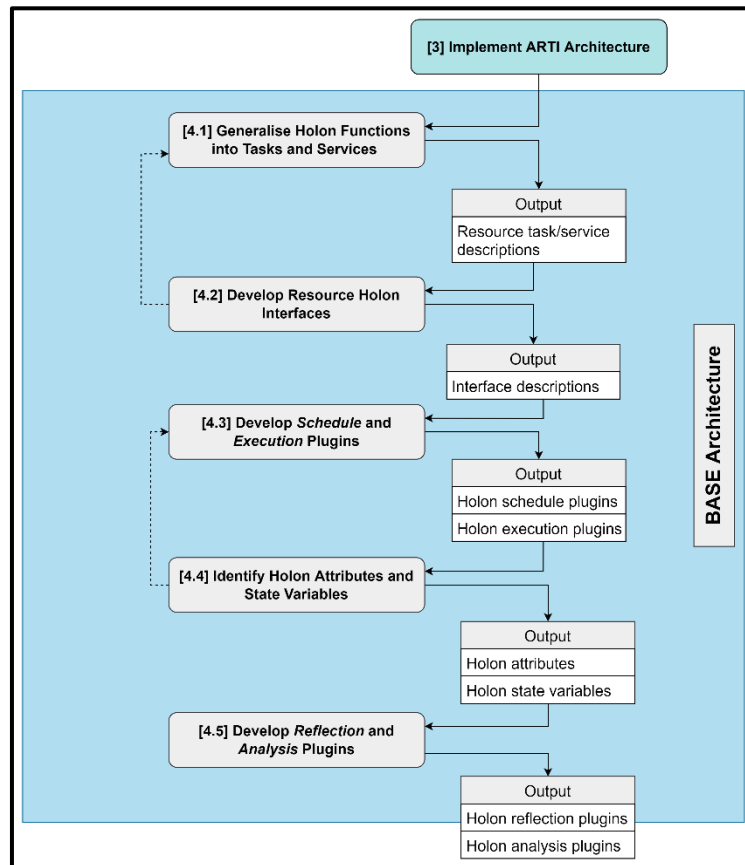 [3] Implement ARTI Architecture
[4.1] Generalise Holon Functions
into Tasks and Services
Output
Resource task/service
descriptions
[4.2] Develop Resource Holon
Interfaces
Output
Interface descriptions
[4.3] Develop Schedule and
Execution Plugins
Output
Holon schedule plugins
Holon execution plugins
[4.4] Identify Holon Attributes and
State Variables
Output
Holon attributes
Holon state variables
[4.5] Develop Reflection and
Analysis Plugins
Output
Holon reflection plugins
Holon analysis plugins
BASE Architecture